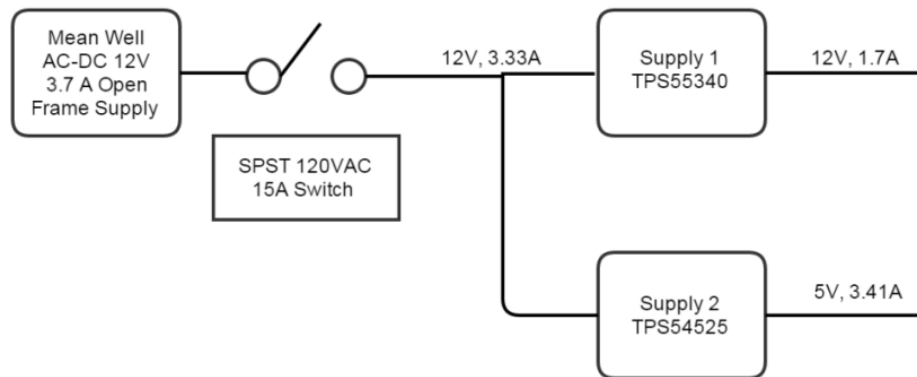 Mean Well
AC-DC 12V
3.7 A Open
Frame Supply
SPST 120VAC
15A Switch
12V, 3.33A
Supply 1
TPS55340
12V, 1.7A
Supply 2
TPS54525
5V, 3.41A